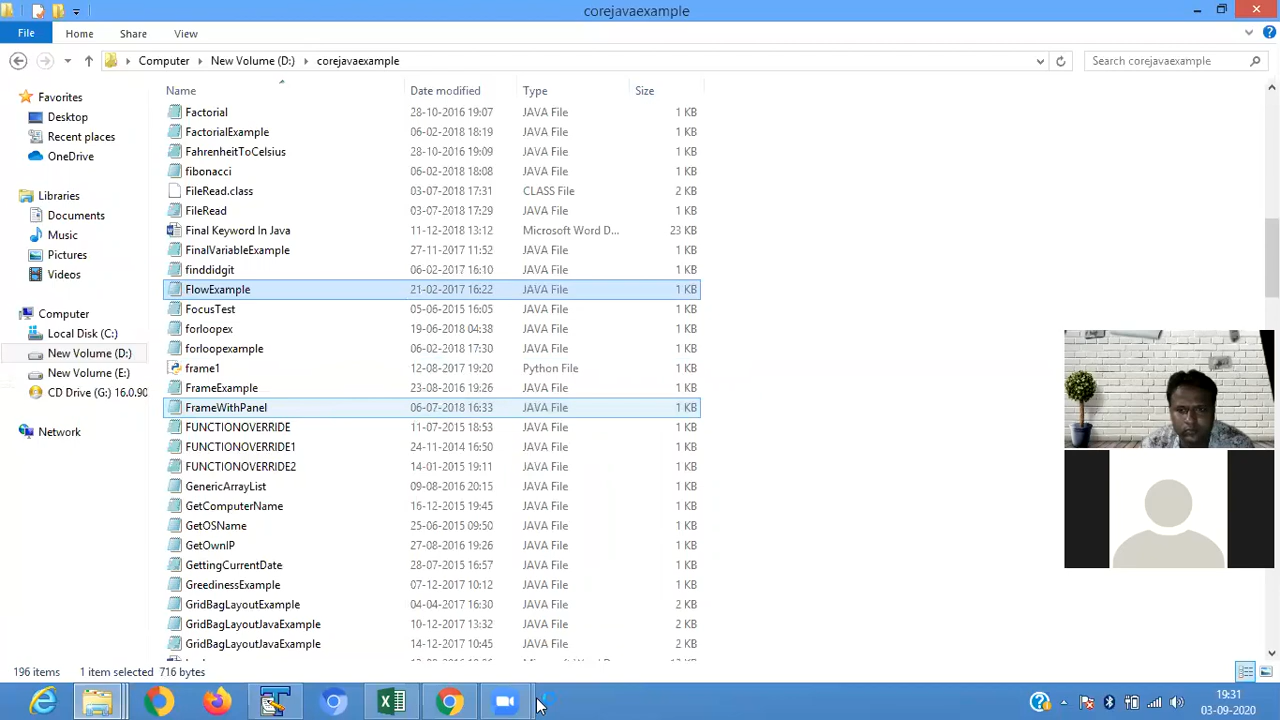 corejavaexample
File Home Share View
Computer New Volume (D:) corejavaexample Search corejavaexample
Name Date modified Type Size
Favorites
Desktop
Recent places
OneDrive
Libraries
Documents
Music
Pictures
Videos
Computer
Local Disk (C:)
New Volume (D:)
New Volume (E:)
CD Drive (G:) 16.0.90
Network
Factorial 28-10-2016 19:07 JAVA File 1 KB
FactorialExample 06-02-2018 18:19 JAVA File 1 KB
FahrenheitToCelsius 28-10-2016 19:09 JAVA File 1 KB
fibonacci 06-02-2018 18:08 JAVA File 1 KB
FileRead.class 03-07-2018 17:31 CLASS File 2 KB
FileRead 03-07-2018 17:29 JAVA File 1 KB
Final Keyword In Java 11-12-2018 13:12 Microsoft Word D... 23 KB
FinalVariableExample 27-11-2017 11:52 JAVA File 1 KB
finddidgit 06-02-2017 16:10 JAVA File 1 KB
FlowExample 21-02-2017 16:22 JAVA File 1 KB
FocusTest 05-06-2015 16:05 JAVA File 1 KB
forloopex 19-06-2018 04:38 JAVA File 1 KB
forloopexample 06-02-2018 17:30 JAVA File 1 KB
frame1 12-08-2017 19:20 Python File 1 KB
FrameExample 23-08-2016 19:26 JAVA File 1 KB
FrameWithPanel 06-07-2018 16:33 JAVA File 1 KB
FUNCTIONOVERRIDE 11-07-2015 18:53 JAVA File 1 KB
FUNCTIONOVERRIDE1 24-11-2014 16:50 JAVA File 1 KB
FUNCTIONOVERRIDE2 14-01-2015 19:11 JAVA File 1 KB
GenericArrayList 09-08-2016 20:15 JAVA File 1 KB
GetComputerName 16-12-2015 19:45 JAVA File 1 KB
GetOSName 25-06-2015 09:50 JAVA File 1 KB
GetOwnIP 27-08-2016 19:26 JAVA File 1 KB
GettingCurrentDate 28-07-2015 16:57 JAVA File 1 KB
GreedinessExample 07-12-2017 10:12 JAVA File 1 KB
GridBagLayoutExample 04-04-2017 16:30 JAVA File 2 KB
GridBagLayoutJavaExample 10-12-2017 13:32 JAVA File 2 KB
GridBagLayoutJavaExample 14-12-2017 10:45 JAVA File 2 KB
196 items 1 item selected 716 bytes
19:31
03-09-2020